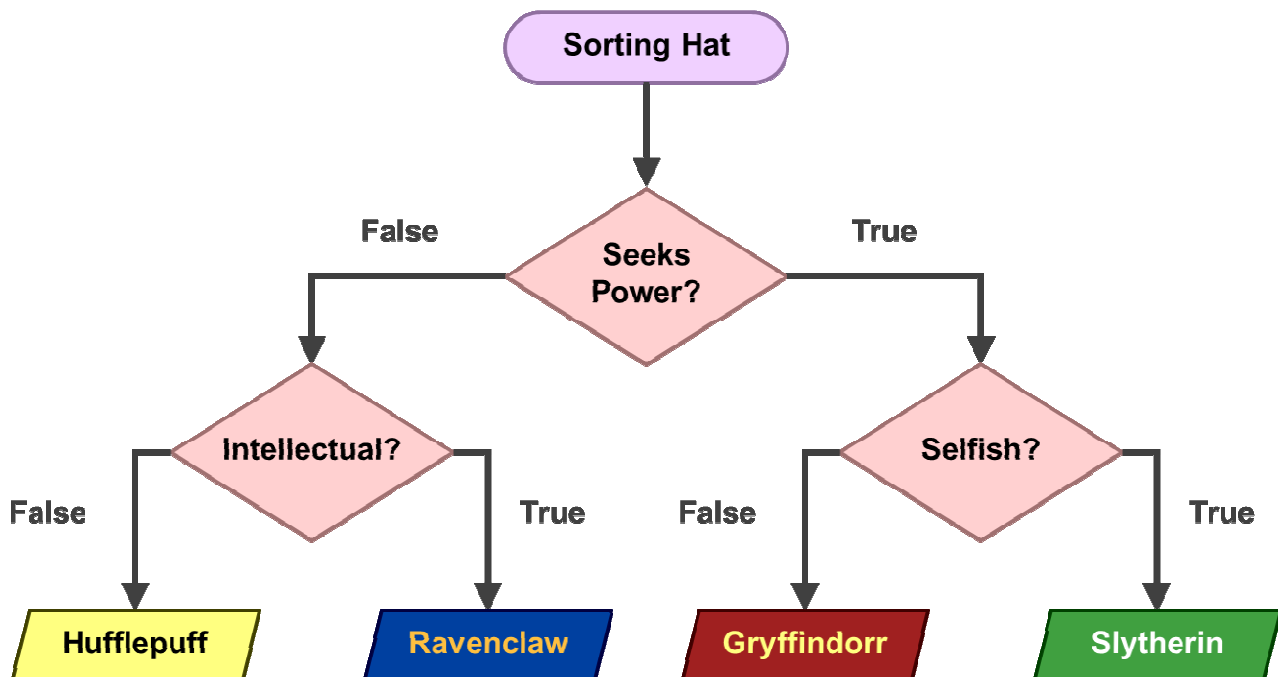 Sorting Hat
False
True
Seeks
Power?
Intellectual?
Selfish?
False
True
False
True
Hufflepuff
Ravenclaw
Gryffindorr
Slytherin